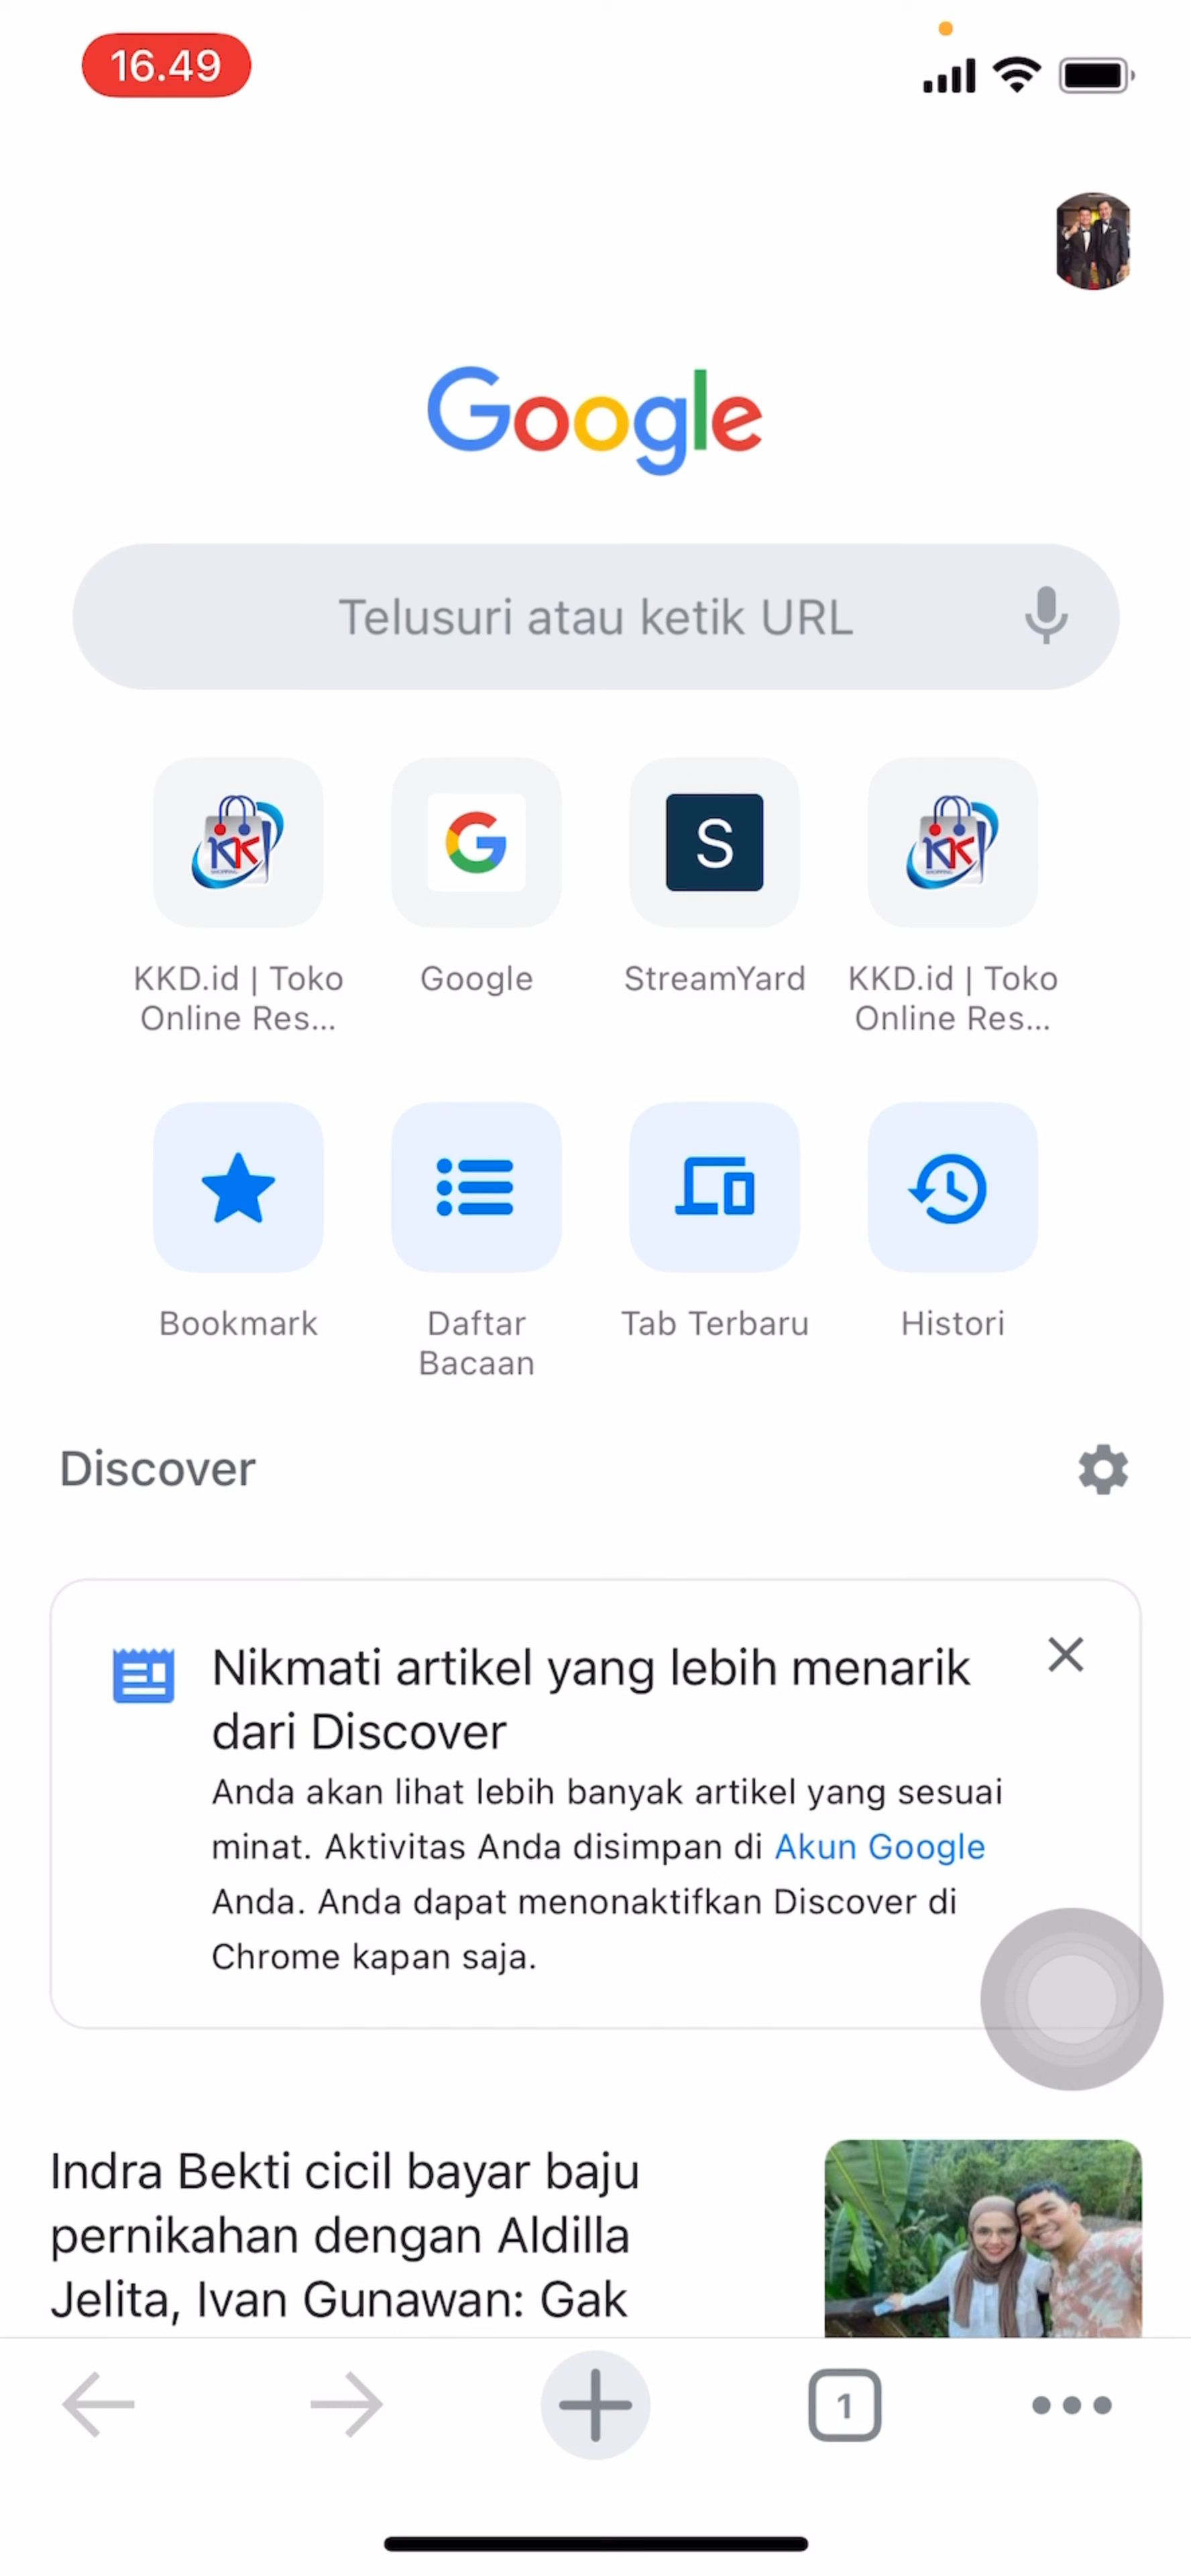 16.49
Google
Telusuri atau ketik URL
KK
KK
S
KKD.id | Toko
Online Res...
Google
StreamYard
KKD.id | Toko
Online Res...
Bookmark
Daftar
Bacaan
Tab Terbaru
Histori
Discover
Nikmati artikel yang lebih menarik
dari Discover
Anda akan lihat lebih banyak artikel yang sesuai
minat. Aktivitas Anda disimpan di Akun Google
Anda. Anda dapat menonaktifkan Discover di
Chrome kapan saja.
Indra Bekti cicil bayar baju
pernikahan dengan Aldilla
Jelita, Ivan Gunawan: Gak
1